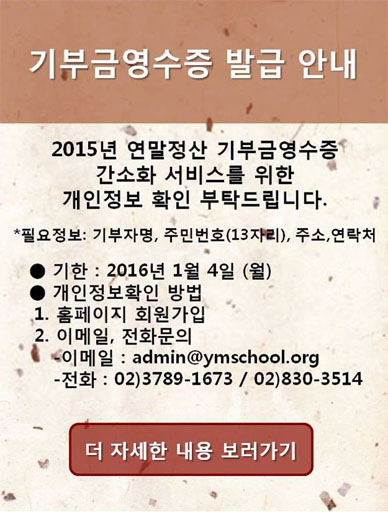 기부금영수증 발급 안내
2015년 연말정산 기부금영수증
간소화 서비스를 위한
개인정보 확인 부탁드립니다.
*필요정보: 기부자명, 주민번호(13자리), 주소,연락처
● 기한 : 2016년 1월 4일 (월)
● 개인정보확인 방법
1. 홈페이지 회원가입
2. 이메일, 전화문의
-이메일 : admin@ymschool.org
-전화 : 02)3789-1673 / 02)830-3514
더 자세한 내용 보러가기